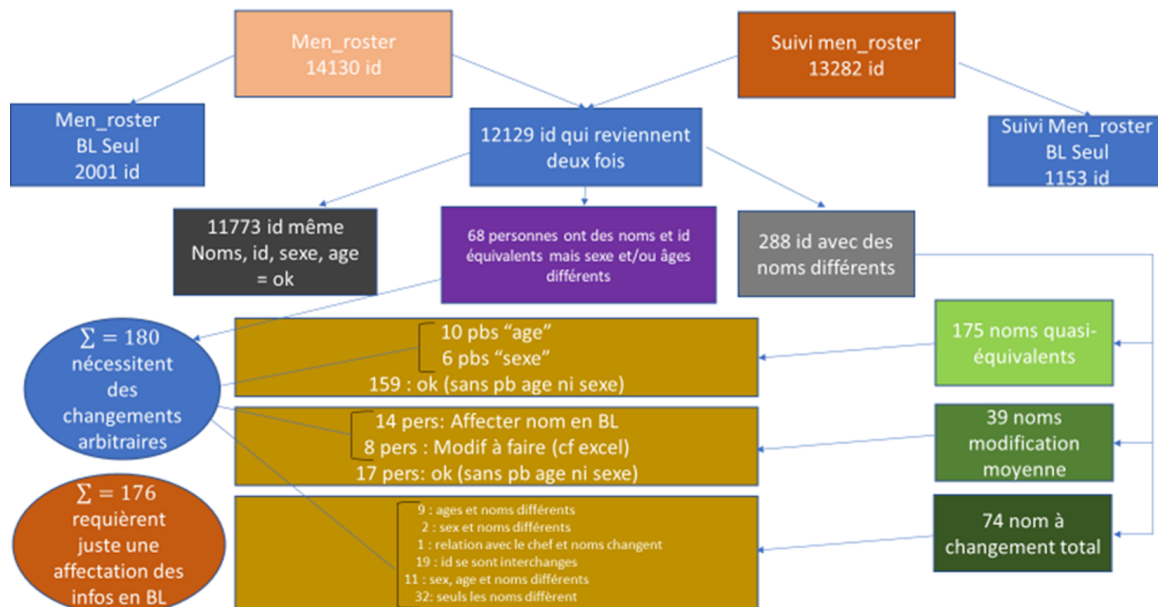 Men_roster
14130 id
Suivi men_roster
13282 id
Men_roster
BL Seul
2001 id
12129 id qui reviennent
deux fois
Suivi Men_roster
BL Seul
1153 id
11773 id même
Noms, id, sexe, age
= ok
68 personnes ont des noms et id
équivalents mais sexe et/ou âges
différents
288 id avec des
noms différents
∑ = 180
nécessitent
des
changements
arbitraires
10 pbs “age”
6 pbs “sexe”
159 : ok (sans pb age ni sexe)
175 noms quasi-
équivalents
14 pers: Affecter nom en BL
8 pers : Modif à faire (cf excel)
17 pers: ok (sans pb age ni sexe)
39 noms
modification
moyenne
∑ = 176
requièrent
juste une
affectation des
infos en BL
9 : ages et noms différents
2 : sex et noms différents
1 : relation avec le chef et noms changent
19 : id se sont interchanges
11 : sex, age et noms différents
32: seuls les noms diffèrent
74 nom à
changement total